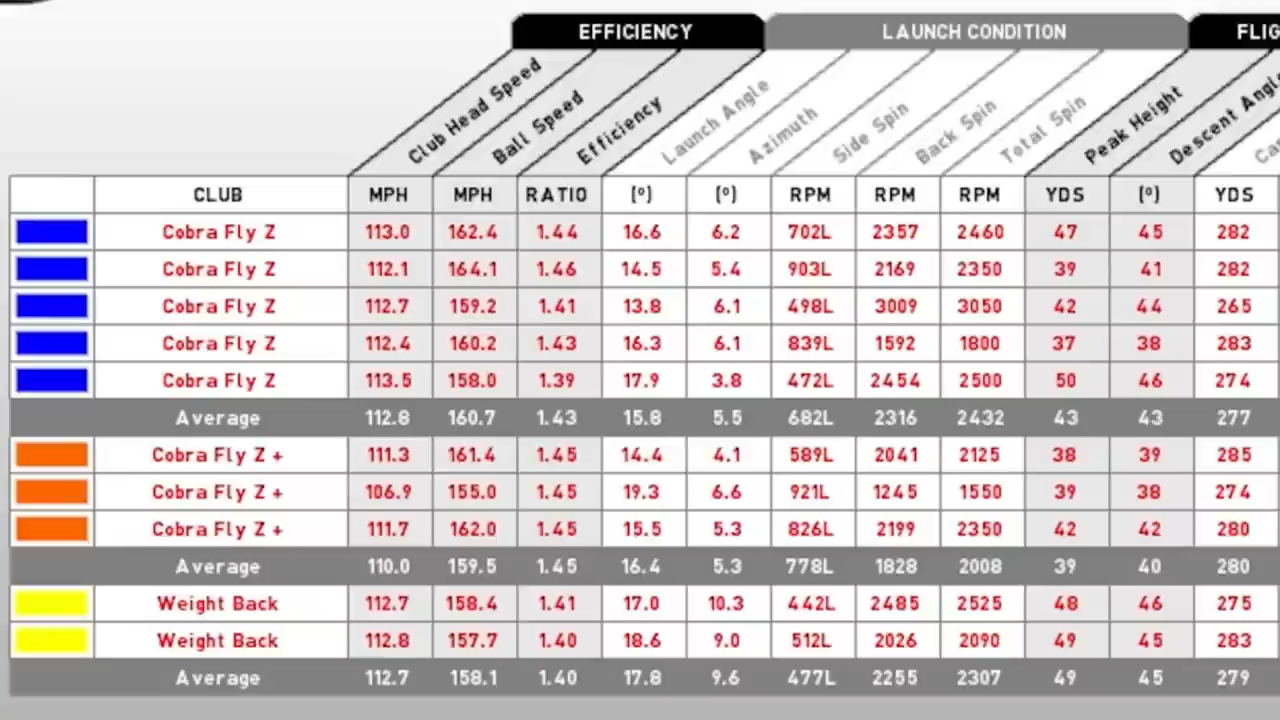 EFFICIENCY LAUNCH CONDITION FLIG
Club Head Speed Ball Speed Efficiency Launch Angle Azimuth Side Spin Back Spin Total Spin Peak Height Descent Angle
CLUB MPH MPH RATIO (º) (º) RPM RPM RPM YDS (º) YDS
Cobra Fly Z 113.0 162.4 1.44 16.6 6.2 702L 2357 2460 47 45 282
Cobra Fly Z 112.1 164.1 1.46 14.5 5.4 903L 2169 2350 39 41 282
Cobra Fly Z 112.7 159.2 1.41 13.8 6.1 498L 3009 3050 42 44 265
Cobra Fly Z 112.4 160.2 1.43 16.3 6.1 839L 1592 1800 37 38 283
Cobra Fly Z 113.5 158.0 1.39 17.9 3.8 472L 2454 2500 50 46 274
Average 112.8 160.7 1.43 15.8 5.5 682L 2316 2432 43 43 277
Cobra Fly Z + 111.3 161.4 1.45 14.4 4.1 589L 2041 2125 38 39 285
Cobra Fly Z + 106.9 155.0 1.45 19.3 6.6 921L 1245 1550 39 38 274
Cobra Fly Z + 111.7 162.0 1.45 15.5 5.3 826L 2199 2350 42 42 280
Average 110.0 159.5 1.45 16.4 5.3 778L 1828 2008 39 40 280
Weight Back 112.7 158.4 1.41 17.0 10.3 442L 2485 2525 48 46 275
Weight Back 112.8 157.7 1.40 18.6 9.0 512L 2026 2090 49 45 283
Average 112.7 158.1 1.40 17.8 9.6 477L 2255 2307 49 45 279